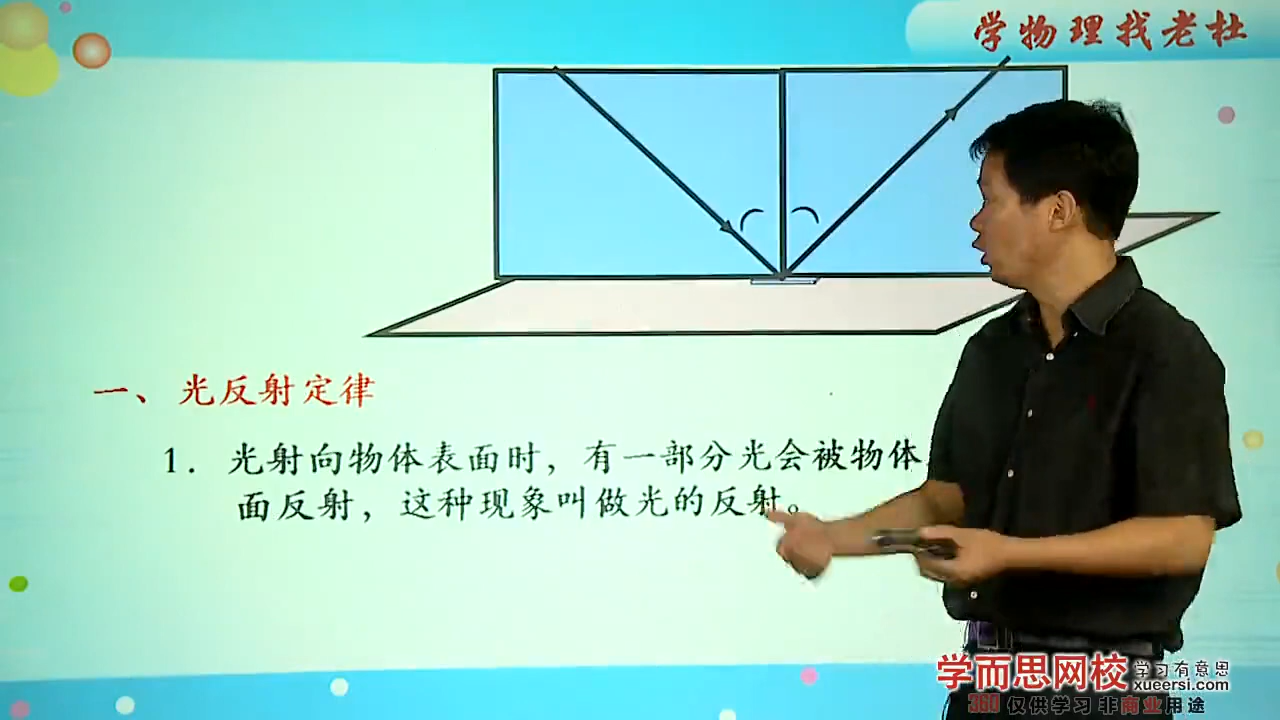 学物理找老杜
一、光反射定律
1. 光射向物体表面时，有一部分光会被物体
面反射，这种现象叫做光的反射。
学而思网校 学习有意思
xueersi.com
360 仅供学习 非商业用途